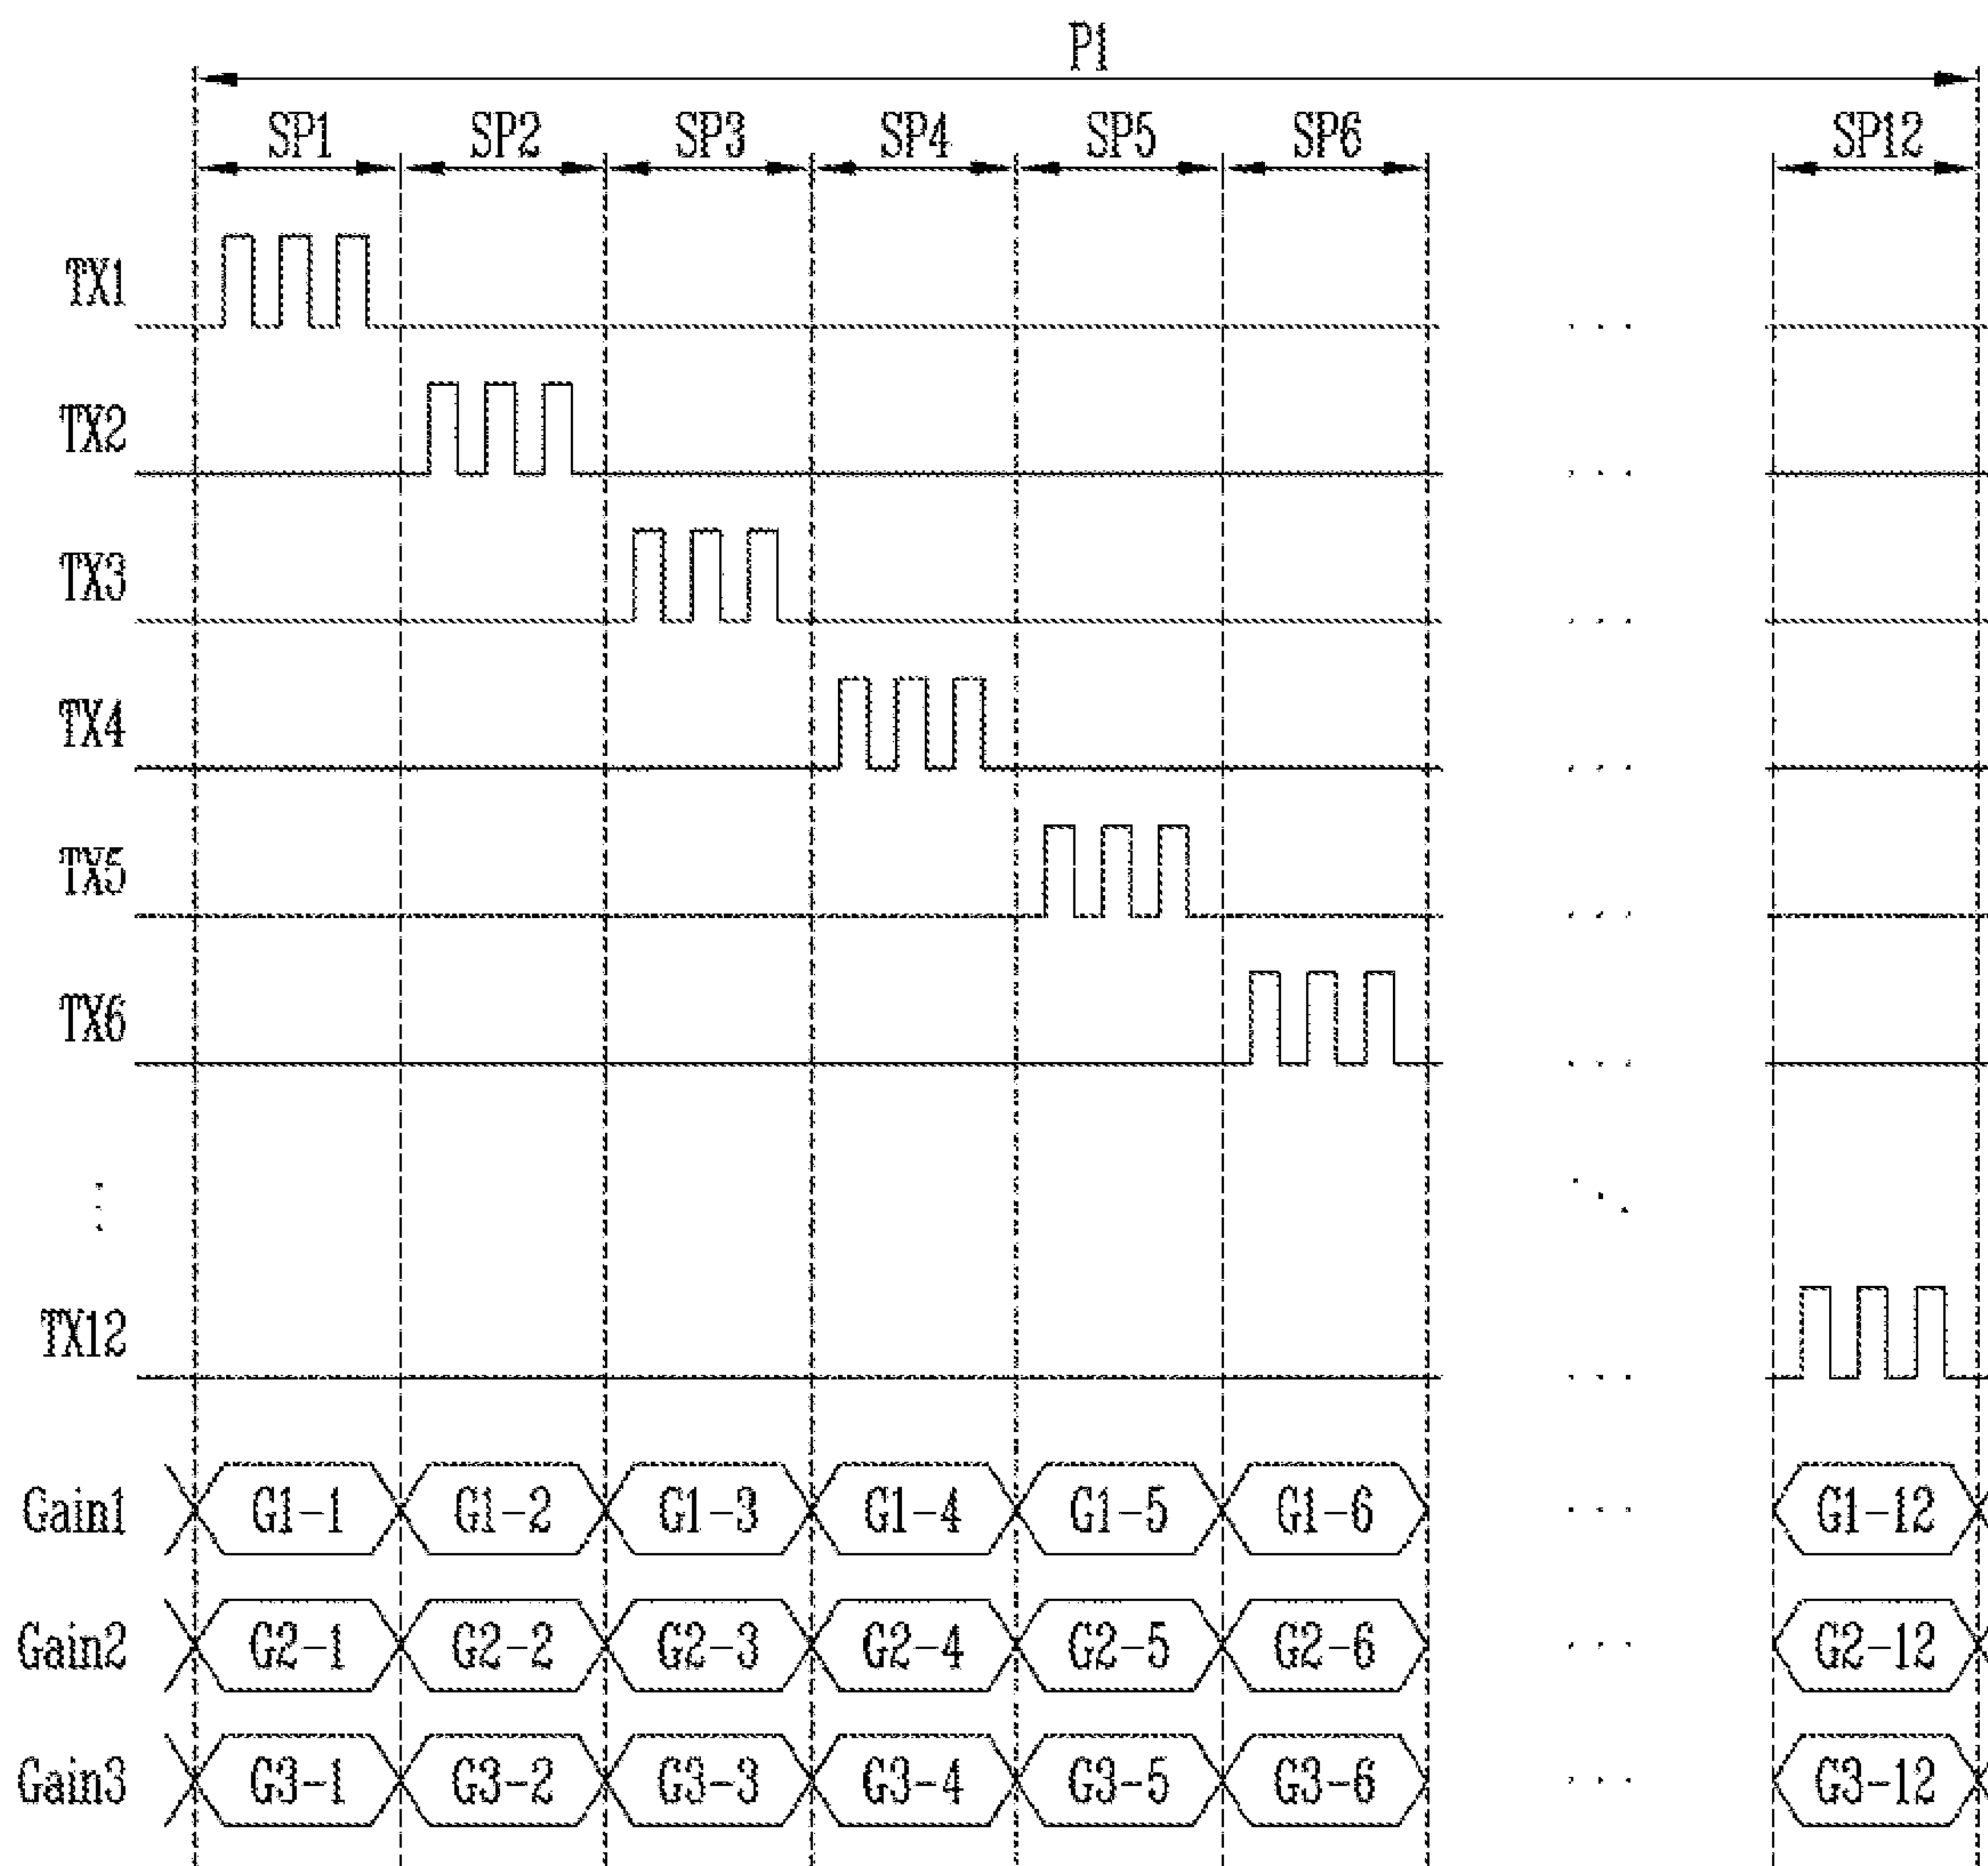 P1
SP1 SP2 SP3 SP4 SP5 SP6 SP12
TX1 ...
TX2 ...
TX3 ...
TX4 ...
TX5 ...
TX6 ...
TX12 ...
Gain1 G1-1 G1-2 G1-3 G1-4 G1-5 G1-6 ... G1-12
Gain2 G2-1 G2-2 G2-3 G2-4 G2-5 G2-6 ... G2-12
Gain3 G3-1 G3-2 G3-3 G3-4 G3-5 G3-6 ... G3-12